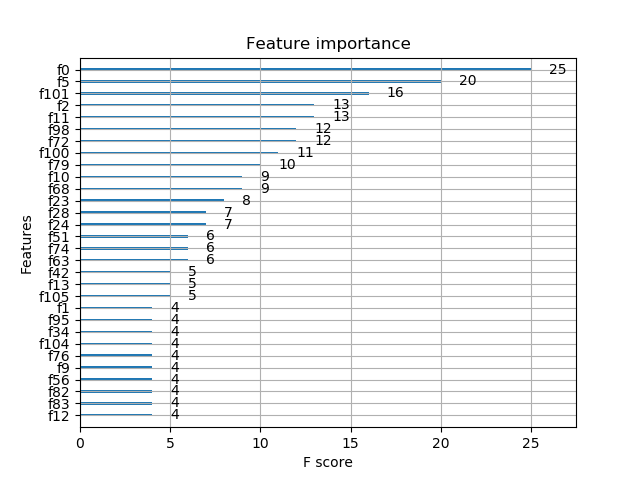 Feature importance
f0 25
f5 20
f101 16
f2 13
f11 13
f98 12
f72 12
f100 11
f79 10
f10 9
f68 9
f23 8
f28 7
f24 7
f51 6
f74 6
f63 6
f42 5
f13 5
f105 5
f1 4
f95 4
f34 4
f104 4
f76 4
f9 4
f56 4
f82 4
f83 4
f12 4
Features
0 5 10 15 20 25
F score